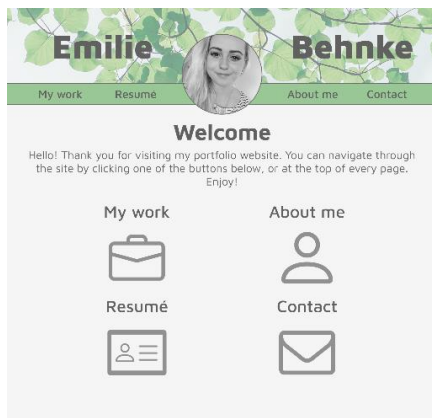 Emilie Behnke
My work Resume About me Contact
Welcome
Hello! Thank you for visiting my portfolio website. You can navigate through
the site by clicking one of the buttons below, or at the top of every page.
Enjoy!
My work About me
Resumé Contact